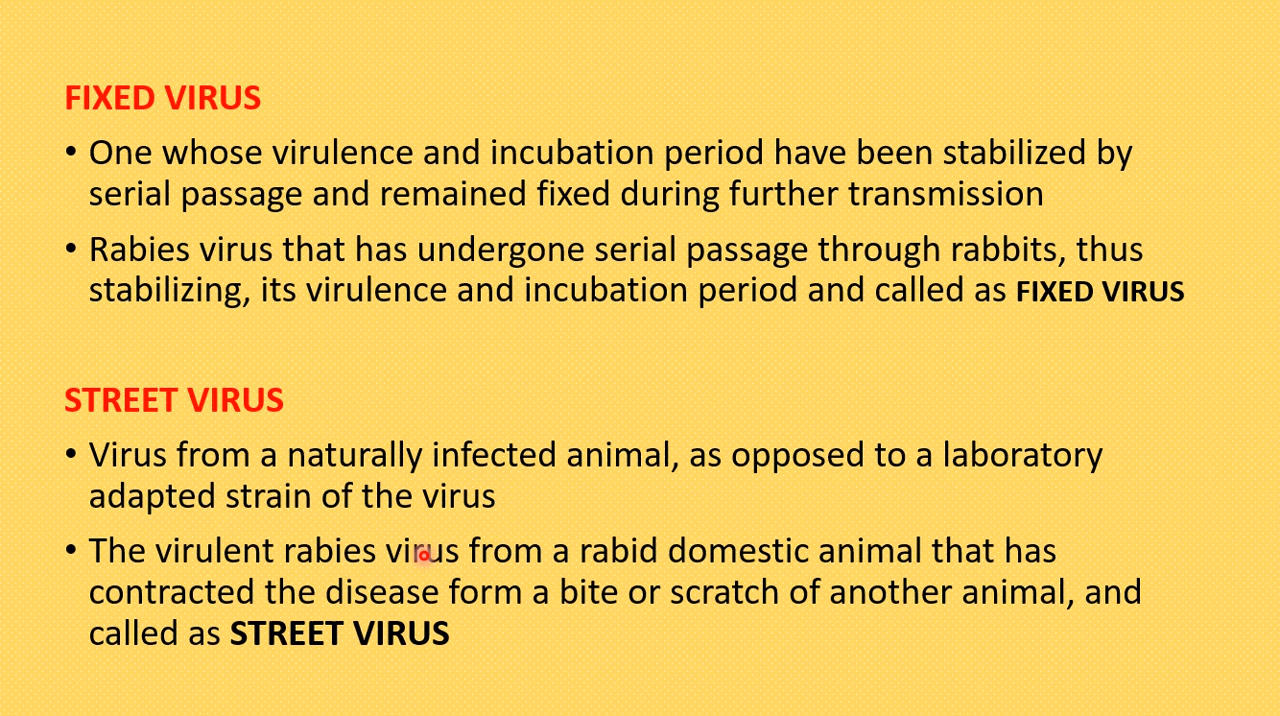 FIXED VIRUS
• One whose virulence and incubation period have been stabilized by
serial passage and remained fixed during further transmission
• Rabies virus that has undergone serial passage through rabbits, thus
stabilizing, its virulence and incubation period and called as FIXED VIRUS
STREET VIRUS
• Virus from a naturally infected animal, as opposed to a laboratory
adapted strain of the virus
• The virulent rabies virus from a rabid domestic animal that has
contracted the disease form a bite or scratch of another animal, and
called as STREET VIRUS